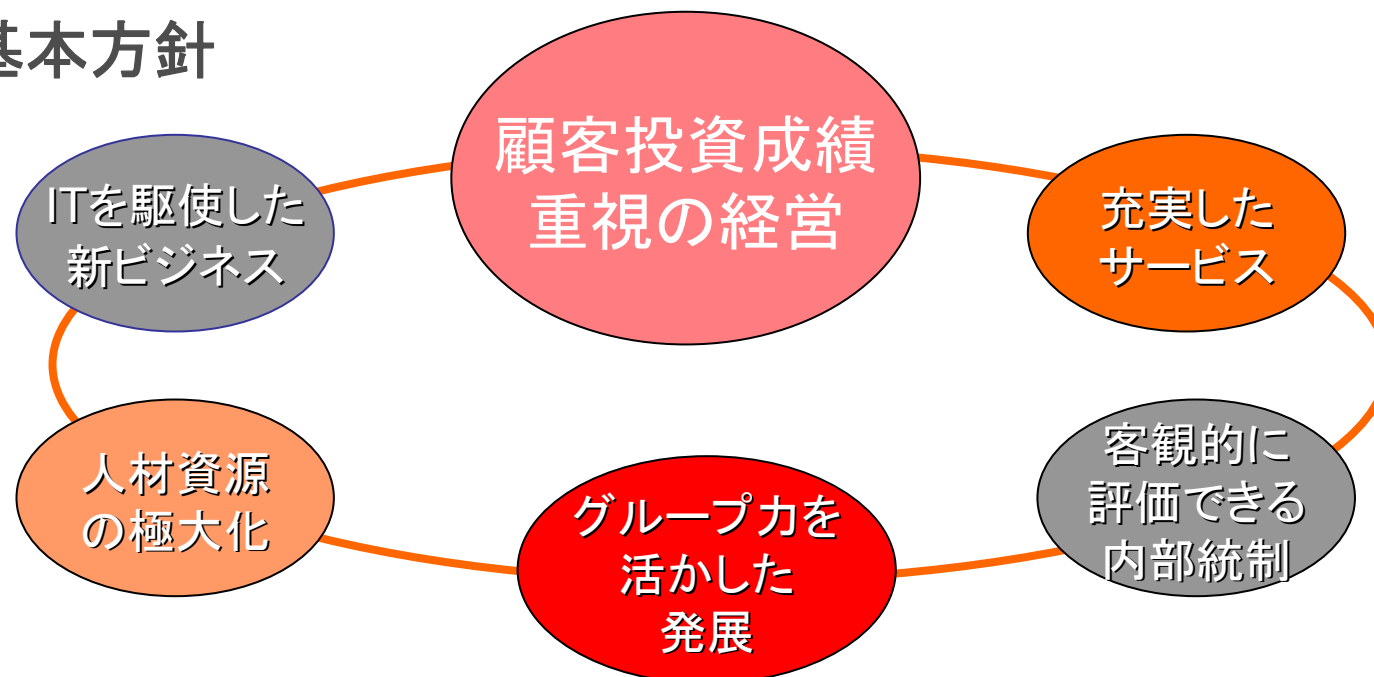 基本方針
顧客投資成績
重視の経営
ITを駆使した
新ビジネス
充実した
サービス
人材資源
の極大化
グループ力を
活かした
発展
客観的に
評価できる
内部統制